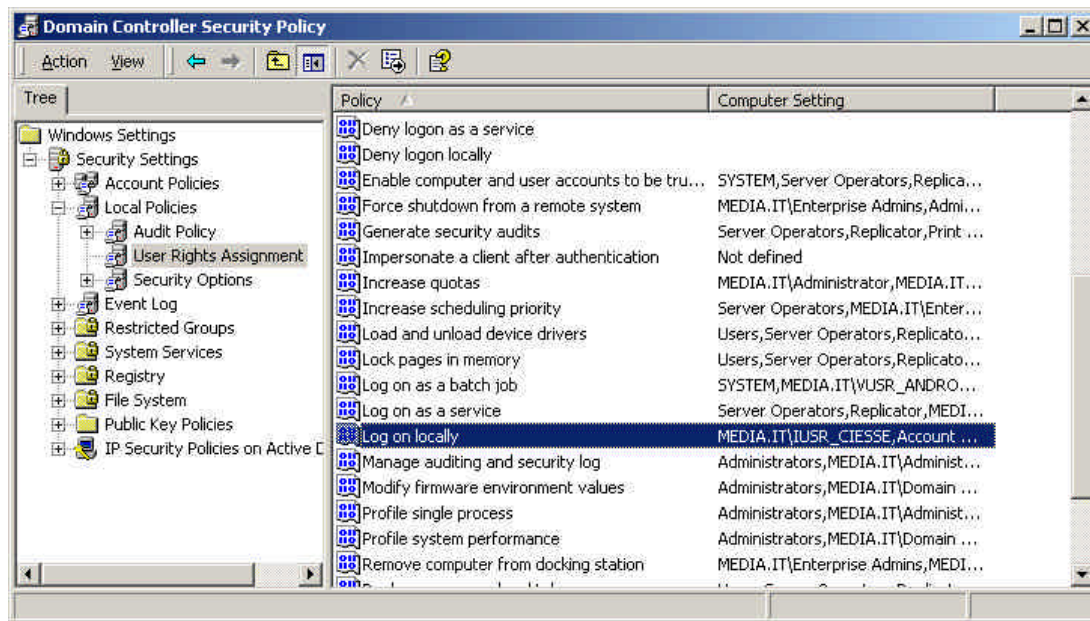 Domain Controller Security Policy
Action View
Tree
Policy Computer Setting
Windows Settings
Security Settings
Account Policies
Local Policies
Audit Policy
User Rights Assignment
Security Options
Event Log
Restricted Groups
System Services
Registry
File System
Public Key Policies
IP Security Policies on Active D
Deny logon as a service
Deny logon locally
Enable computer and user accounts to be tru... SYSTEM,Server Operators,Replica...
Force shutdown from a remote system MEDIA.IT\Enterprise Admins,Admi...
Generate security audits Server Operators,Replicator,Print ...
Impersonate a client after authentication Not defined
Increase quotas MEDIA.IT\Administrator,MEDIA.IT...
Increase scheduling priority Server Operators,MEDIA.IT\Enter...
Load and unload device drivers Users,Server Operators,Replicato...
Lock pages in memory Users,Server Operators,Replicato...
Log on as a batch job SYSTEM,MEDIA.IT\VUSR_ANDRO...
Log on as a service Server Operators,Replicator,MEDI...
Log on locally MEDIA.IT\IUSR_CIESSE,Account ...
Manage auditing and security log Administrators,MEDIA.IT\Administ...
Modify firmware environment values Administrators,MEDIA.IT\Domain ...
Profile single process Administrators,MEDIA.IT\Administ...
Profile system performance Administrators,MEDIA.IT\Domain ...
Remove computer from docking station MEDIA.IT\Enterprise Admins,MEDI...